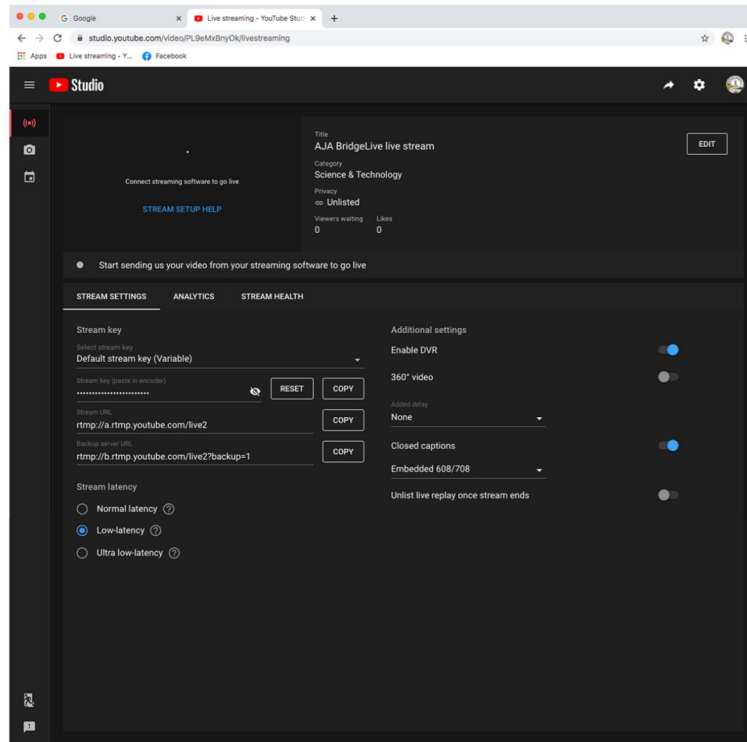 Google
Live streaming - YouTube Stud
studio.youtube.com/video/PL9eMxBnyOk/livestreaming
Apps
Live streaming - Y...
Facebook
Studio
Connect streaming software to go live
STREAM SETUP HELP
Title
AJA BridgeLive live stream
EDIT
Category
Science & Technology
Privacy
Unlisted
Viewers waiting Likes
0 0
Start sending us your video from your streaming software to go live
STREAM SETTINGS ANALYTICS STREAM HEALTH
Stream key
Select stream key
Default stream key (Variable)
Stream key (paste in encoder)
························
RESET COPY
Stream URL
rtmp://a.rtmp.youtube.com/live2
COPY
Backup server URL
rtmp://b.rtmp.youtube.com/live2?backup=1
COPY
Stream latency
Normal latency
Low-latency
Ultra low-latency
Additional settings
Enable DVR
360° video
Added delay
None
Closed captions
Embedded 608/708
Unlist live replay once stream ends